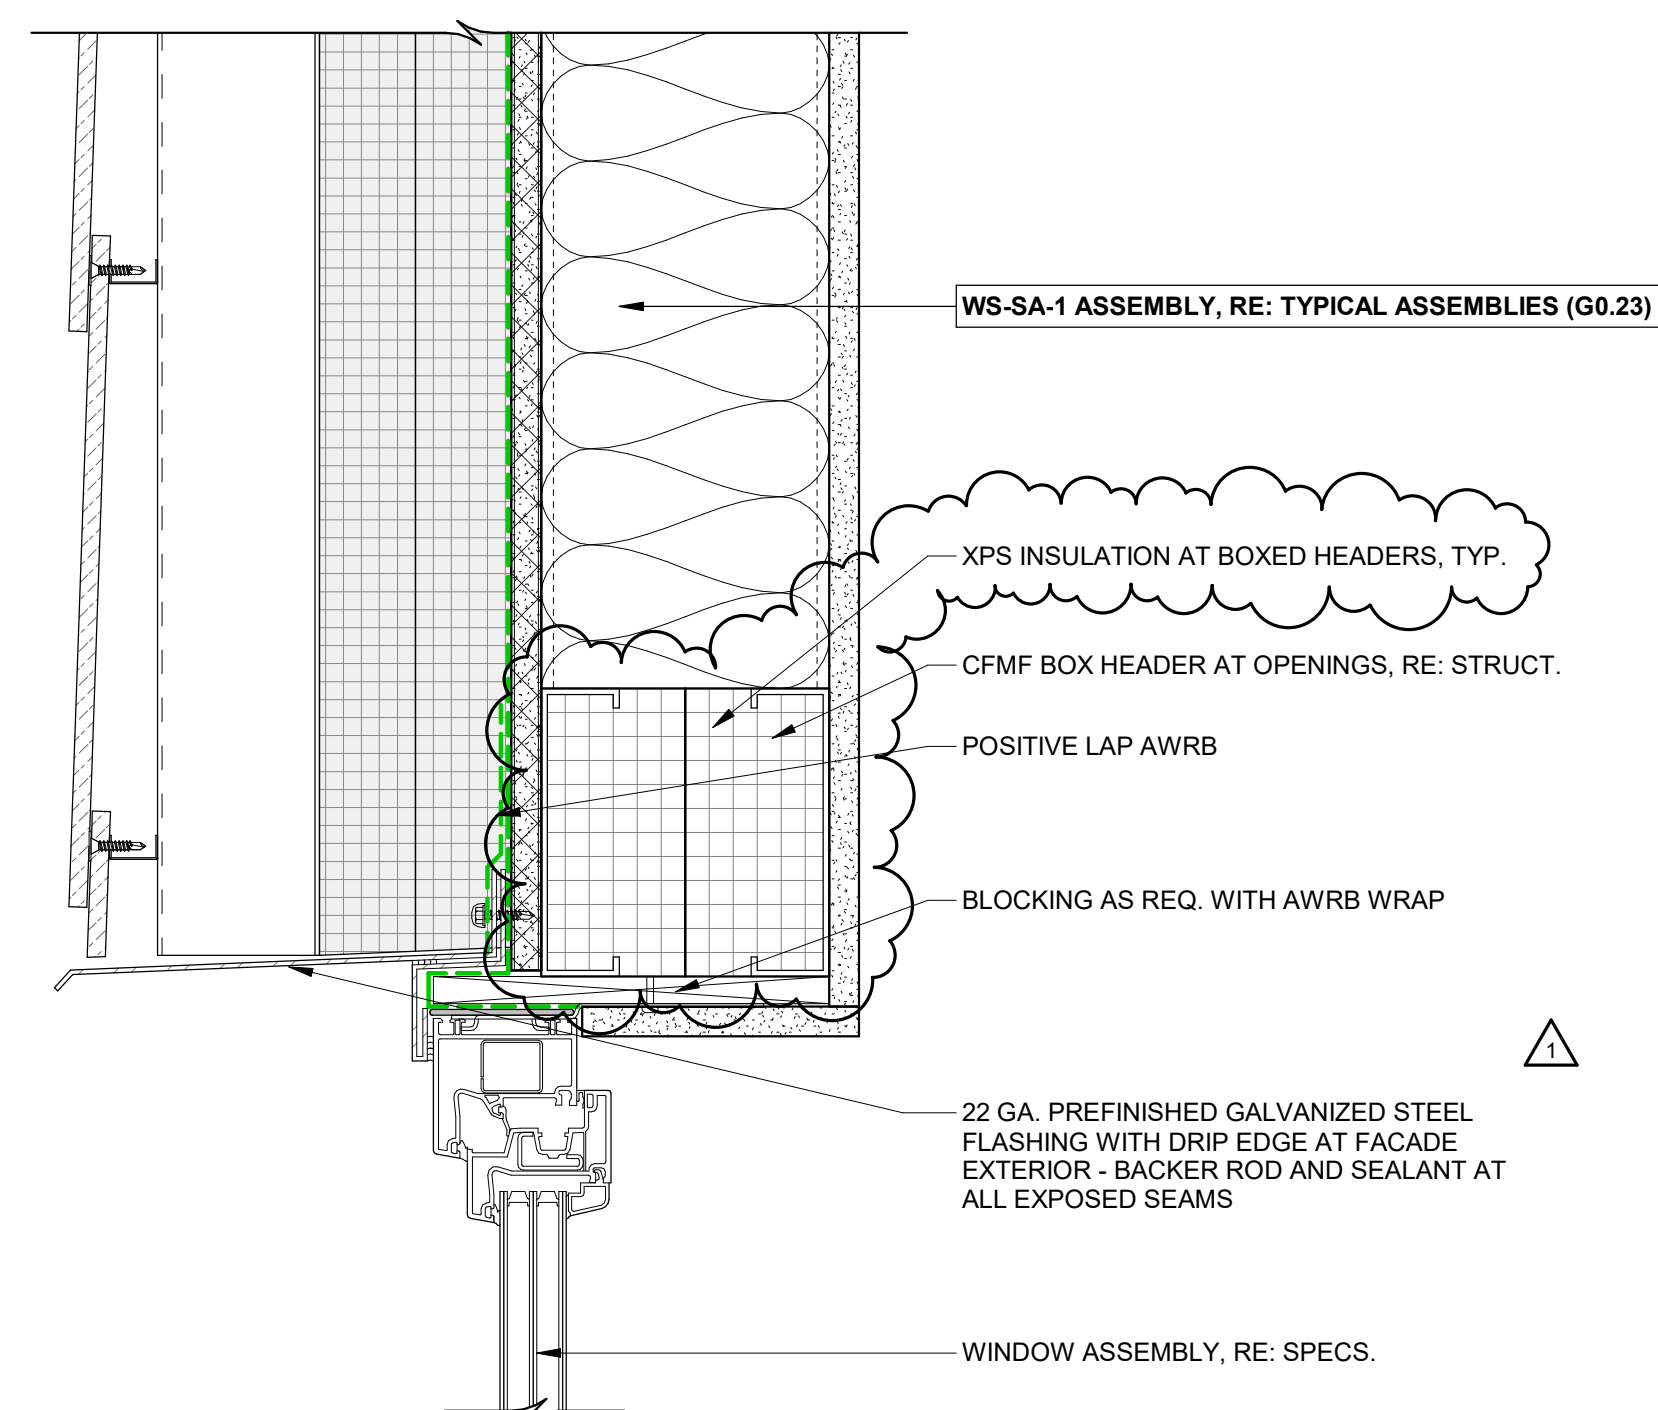 WS-SA-1 ASSEMBLY, RE: TYPICAL ASSEMBLIES (G0.23)
XPS INSULATION AT BOXED HEADERS, TYP.
CFMF BOX HEADER AT OPENINGS, RE: STRUCT.
POSITIVE LAP AWRB
BLOCKING AS REQ. WITH AWRB WRAP
1
22 GA. PREFINISHED GALVANIZED STEEL
FLASHING WITH DRIP EDGE AT FACADE
EXTERIOR - BACKER ROD AND SEALANT AT
ALL EXPOSED SEAMS
WINDOW ASSEMBLY, RE: SPECS.